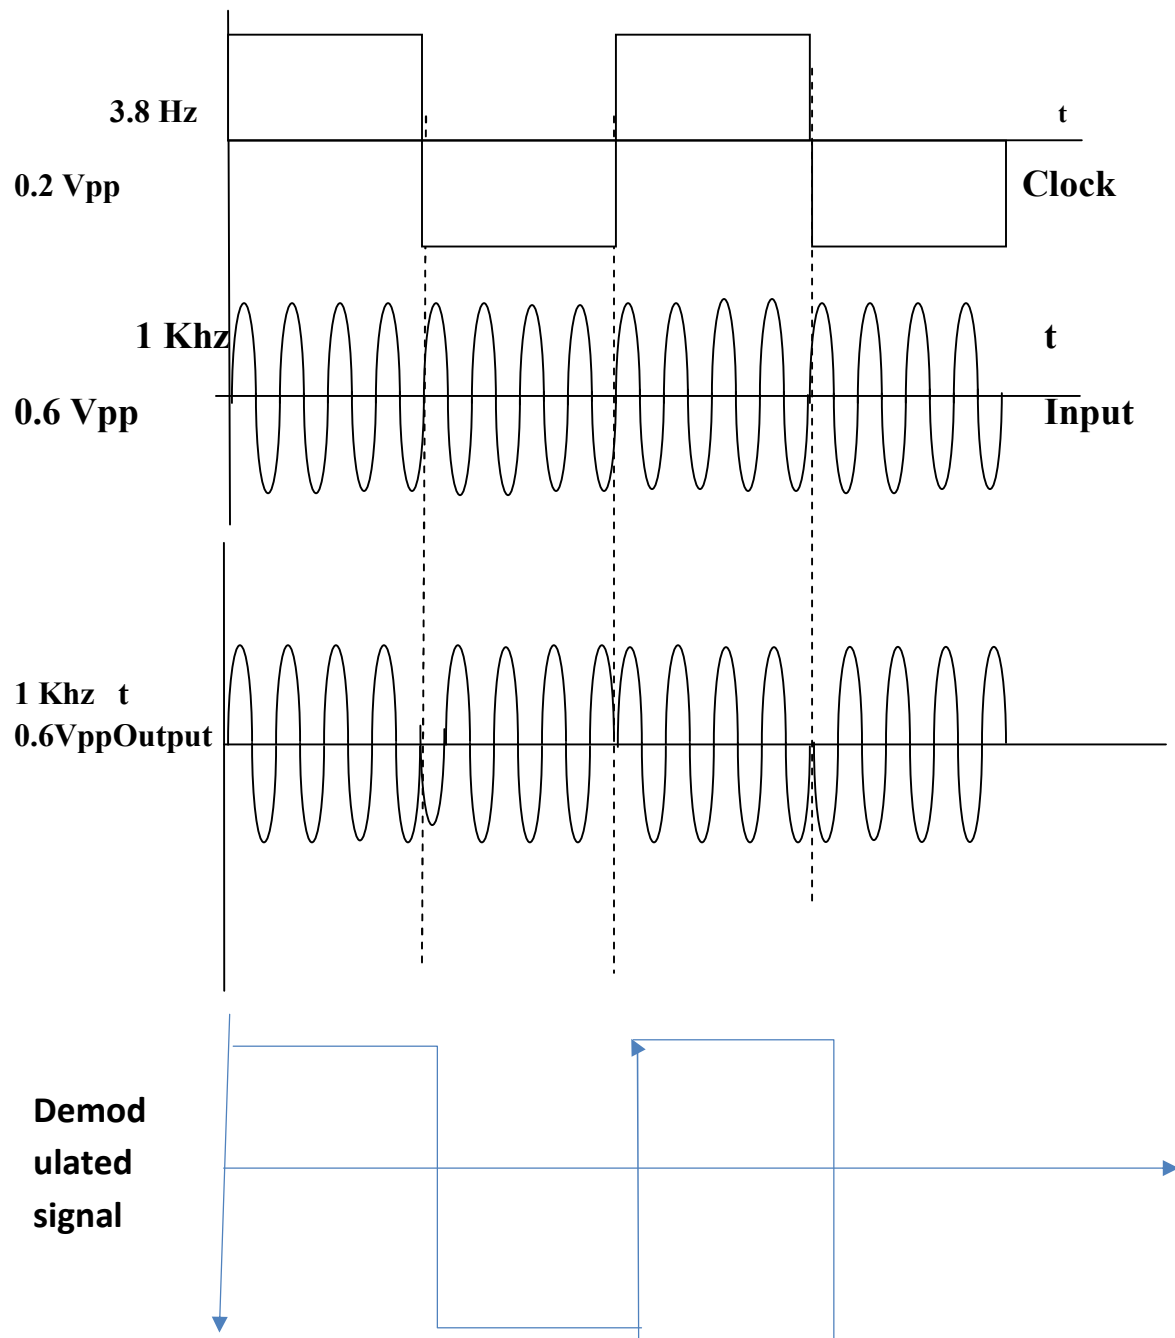 3.8 Hz
t
0.2 Vpp
Clock
1 Khz
t
0.6 Vpp
Input
1 Khz t
0.6VppOutput
Demod
ulated
signal